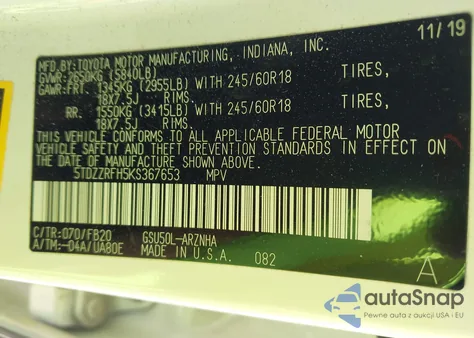 MFD. BY: TOYOTA MOTOR MANUFACTURING, INDIANA, INC. 11/19
GVWR: 2650KG (5840LB)
GAWR: FRT. 1345KG (2955LB) WITH 245/60R18 TIRES,
18X7.5J RIMS.
RR. 1550KG (3415LB) WITH 245/60R18 TIRES,
18X7.5J RIMS.
THIS VEHICLE CONFORMS TO ALL APPLICABLE FEDERAL MOTOR
VEHICLE SAFETY AND THEFT PREVENTION STANDARDS IN EFFECT ON
THE DATE OF MANUFACTURE SHOWN ABOVE.
5TDZZRFH5KS367653 MPV
C/TR: 070/FB20 GSU50L-ARZNHA
A/TM: -04A/UA80E MADE IN U.S.A. 082
A
autoSnap
Pewne auta z aukcji USA i EU